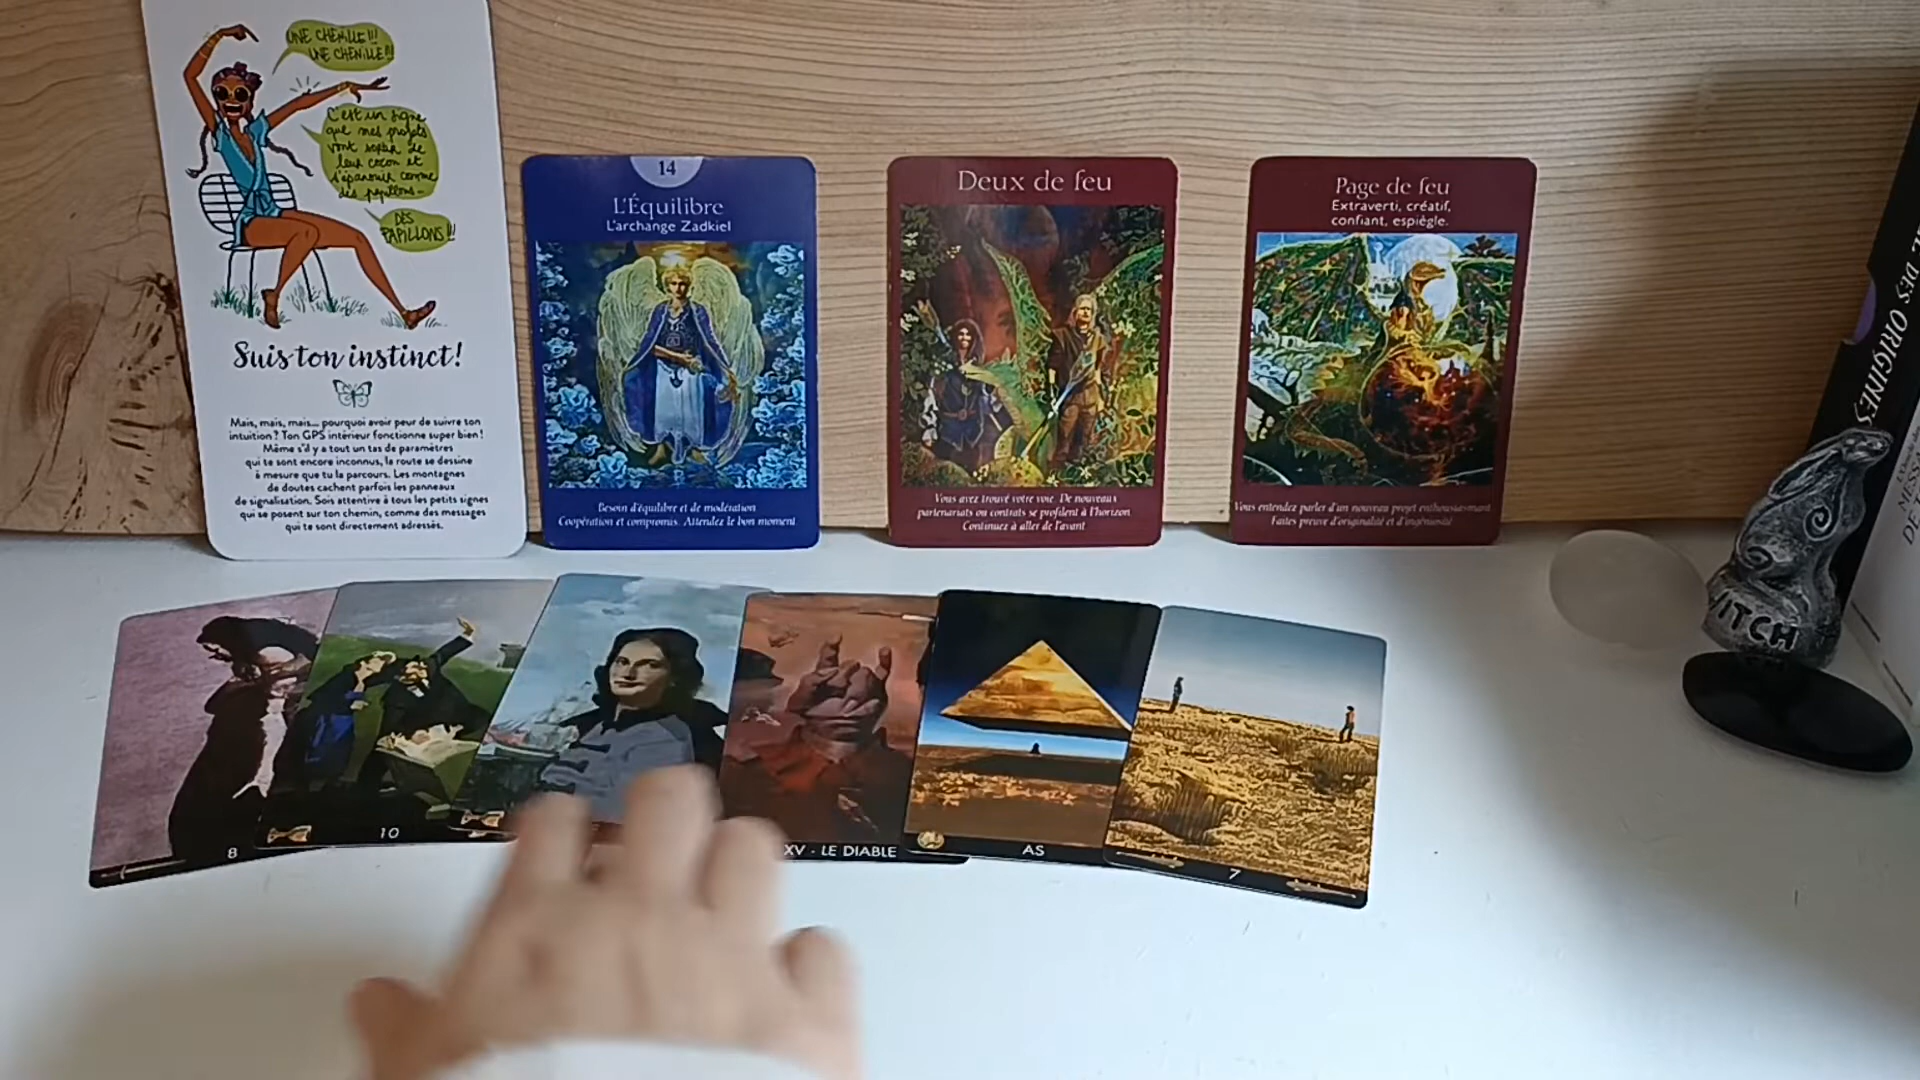 UNE CHENILLE!!!
UNE CHENILLE!!!
C'est un signe
que mes projets
vont sortir de
leur cocon et
s'épanouir comme
des papillons...
DES
PAPILLONS!!!
Suis ton instinct!
Mais, mais, mais... pourquoi avoir peur de suivre ton
intuition? Ton GPS intérieur fonctionne super bien!
Même s'il y a tout un tas de paramètres
qui te sont encore inconnus, la route se dessine
à mesure que tu la parcours. Les montagnes
de doutes cachent parfois les panneaux
de signalisation. Sois attentive à tous les petits signes
qui se posent sur ton chemin, comme des messages
qui te sont directement adressés.
14
L'Équilibre
L'archange Zadkiel
Besoin d'équilibre et de modération
Coopération et compromis. Attendez le bon moment
Deux de feu
Vous avez trouvé votre voie. De nouveaux
partenariats ou contrats se profilent à l'horizon.
Continuez à aller de l'avant
Page de feu
Extraverti, créatif,
confiant, espiègle.
Vous entendez parler d'un nouveau projet enthousiasmant
Faites preuve d'originalité et d'ingéniosité
8
10
XV - LE DIABLE
AS
7
DES ORIGINES
WITCH